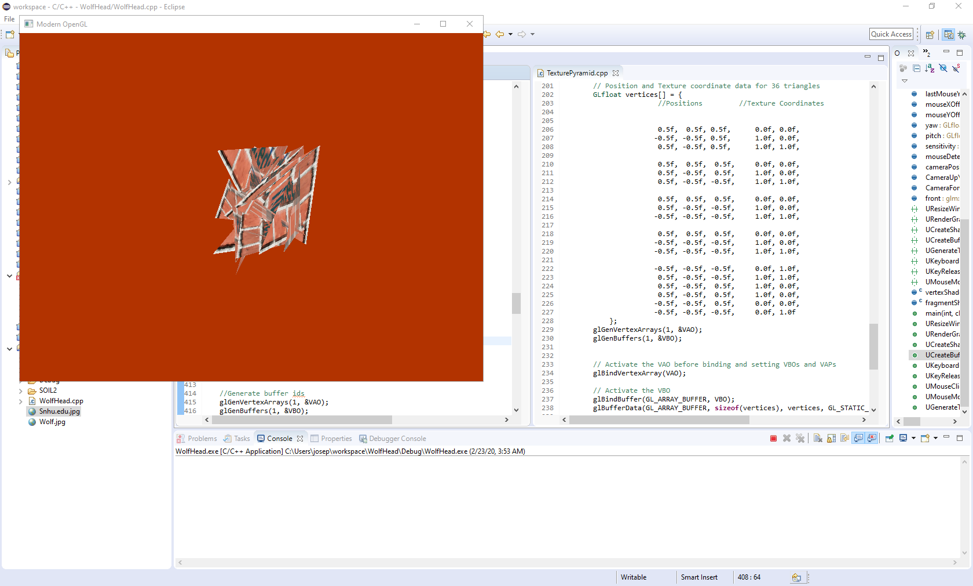 workspace - C/C++ - WolfHead/WolfHead.cpp - Eclipse
File
Modern OpenGL
Quick Access
TexturePyramid.cpp
201 // Position and Texture coordinate data for 36 triangles
202 GLfloat vertices[] = {
203 //Positions //Texture Coordinates
204
205
206 0.5f, 0.5f, 0.5f, 0.0f, 0.0f,
207 -0.5f, -0.5f, 0.5f, 1.0f, 0.0f,
208 0.5f, -0.5f, 0.5f, 1.0f, 1.0f,
209
210 0.5f, 0.5f, 0.5f, 0.0f, 0.0f,
211 0.5f, -0.5f, 0.5f, 1.0f, 0.0f,
212 0.5f, -0.5f, -0.5f, 1.0f, 1.0f,
213
214 0.5f, 0.5f, 0.5f, 0.0f, 0.0f,
215 0.5f, -0.5f, -0.5f, 1.0f, 0.0f,
216 -0.5f, -0.5f, -0.5f, 1.0f, 1.0f,
217
218 0.5f, 0.5f, 0.5f, 0.0f, 0.0f,
219 -0.5f, -0.5f, -0.5f, 1.0f, 0.0f,
220 -0.5f, -0.5f, 0.5f, 1.0f, 1.0f,
221
222 -0.5f, -0.5f, -0.5f, 0.0f, 1.0f,
223 0.5f, -0.5f, -0.5f, 1.0f, 1.0f,
224 0.5f, -0.5f, 0.5f, 1.0f, 0.0f,
225 0.5f, -0.5f, 0.5f, 1.0f, 0.0f,
226 -0.5f, -0.5f, 0.5f, 0.0f, 0.0f,
227 -0.5f, -0.5f, -0.5f, 0.0f, 1.0f
228 };
229 glGenVertexArrays(1, &VAO);
230 glGenBuffers(1, &VBO);
231
232
233 // Activate the VAO before binding and setting VBOs and VAPs
234 glBindVertexArray(VAO);
235
236 // Activate the VBO
237 glBindBuffer(GL_ARRAY_BUFFER, VBO);
238 glBufferData(GL_ARRAY_BUFFER, sizeof(vertices), vertices, GL_STATIC_
lastMouseY
mouseXOff
mouseYOff
yaw : GLflo
pitch : GLfl
sensitivity :
mouseDete
cameraPos
CameraUpY
CameraFor
front : glm
UResizeWin
URenderGr
UCreateSha
UCreateBuf
UGenerateT
UKeyboard
UKeyReleas
UMouseMo
vertexShad
fragmentSh
main(int, cl
UResizeWin
URenderGr
UCreateSha
UCreateBuf
UKeyboard
UKeyReleas
UMouseCli
UMouseMo
UGenerateT
SOIL2
WolfHead.cpp
Snhu.edu.jpg
Wolf.jpg
413
414 //Generate buffer ids
415 glGenVertexArrays(1, &VAO);
416 glGenBuffers(1, &VBO);
Problems Tasks Console Properties Debugger Console
WolfHead.exe [C/C++ Application] C:\Users\josep\workspace\WolfHead\Debug\WolfHead.exe (2/23/20, 3:53 AM)
Writable Smart Insert 408 : 64